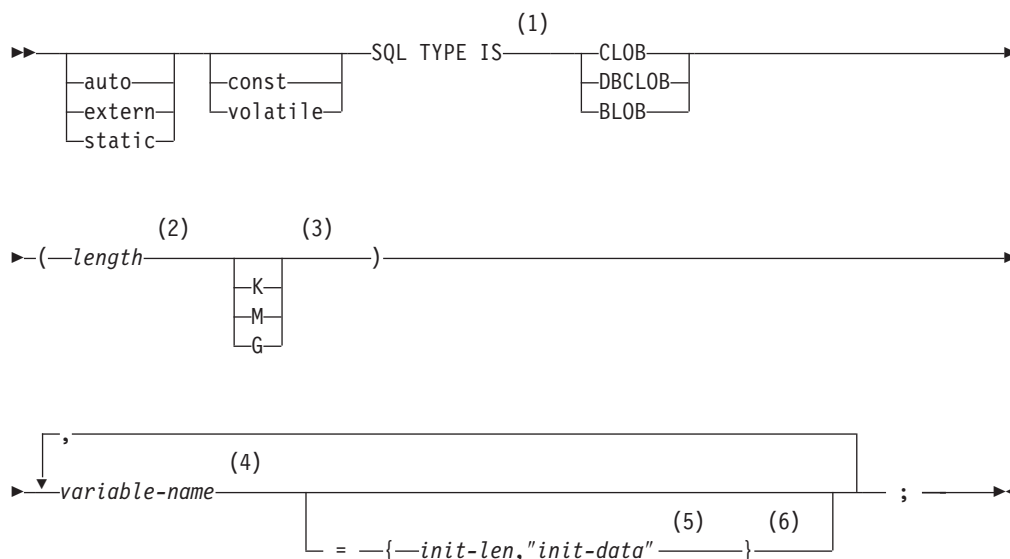 (1)
SQL TYPE IS CLOB
auto const DBCLOB
extern volatile BLOB
static
(2) (3)
( length )
K
M
G
,
(4)
variable-name ;
(5) (6)
= { init-len,"init-data" }